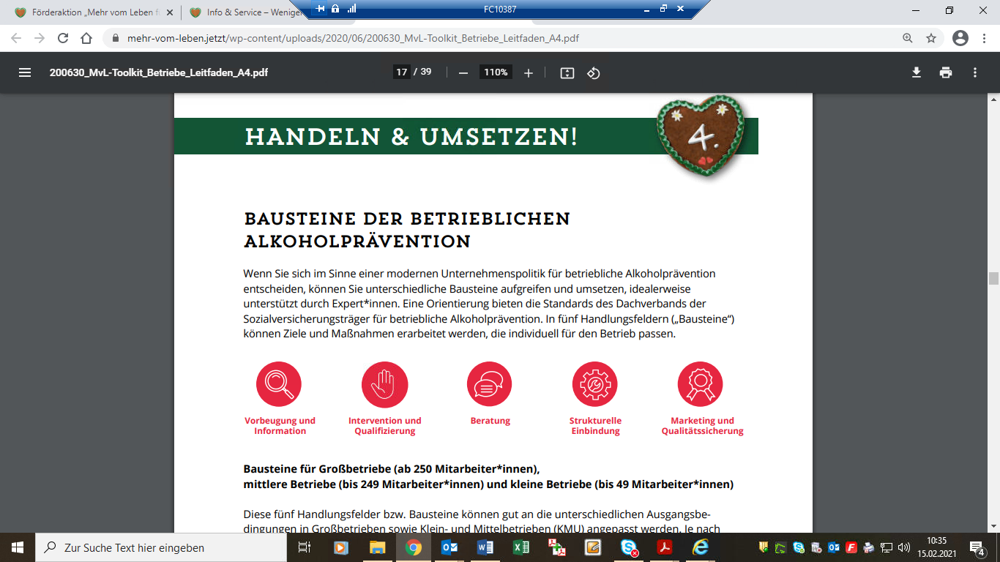 Förderaktion „Mehr vom Leben f
Info & Service – Weniger
FC10387
mehr-vom-leben.jetzt/wp-content/uploads/2020/06/200630_MvL-Toolkit_Betriebe_Leitfaden_A4.pdf
200630_MvL-Toolkit_Betriebe_Leitfaden_A4.pdf
17 / 39
110%
HANDELN & UMSETZEN!
4.
BAUSTEINE DER BETRIEBLICHEN
ALKOHOLPRÄVENTION
Wenn Sie sich im Sinne einer modernen Unternehmenspolitik für betriebliche Alkoholprävention
entscheiden, können Sie unterschiedliche Bausteine aufgreifen und umsetzen, idealerweise
unterstützt durch Expert*innen. Eine Orientierung bieten die Standards des Dachverbands der
Sozialversicherungsträger für betriebliche Alkoholprävention. In fünf Handlungsfeldern („Bausteine“)
können Ziele und Maßnahmen erarbeitet werden, die individuell für den Betrieb passen.
Vorbeugung und
Information
Intervention und
Qualifizierung
Beratung
Strukturelle
Einbindung
Marketing und
Qualitätssicherung
Bausteine für Großbetriebe (ab 250 Mitarbeiter*innen),
mittlere Betriebe (bis 249 Mitarbeiter*innen) und kleine Betriebe (bis 49 Mitarbeiter*innen)
Diese fünf Handlungsfelder bzw. Bausteine können gut an die unterschiedlichen Ausgangsbe-
dingungen in Großbetrieben sowie Klein- und Mittelbetrieben (KMU) angepasst werden. Je nach
Zur Suche Text hier eingeben
10:35
15.02.2021
4